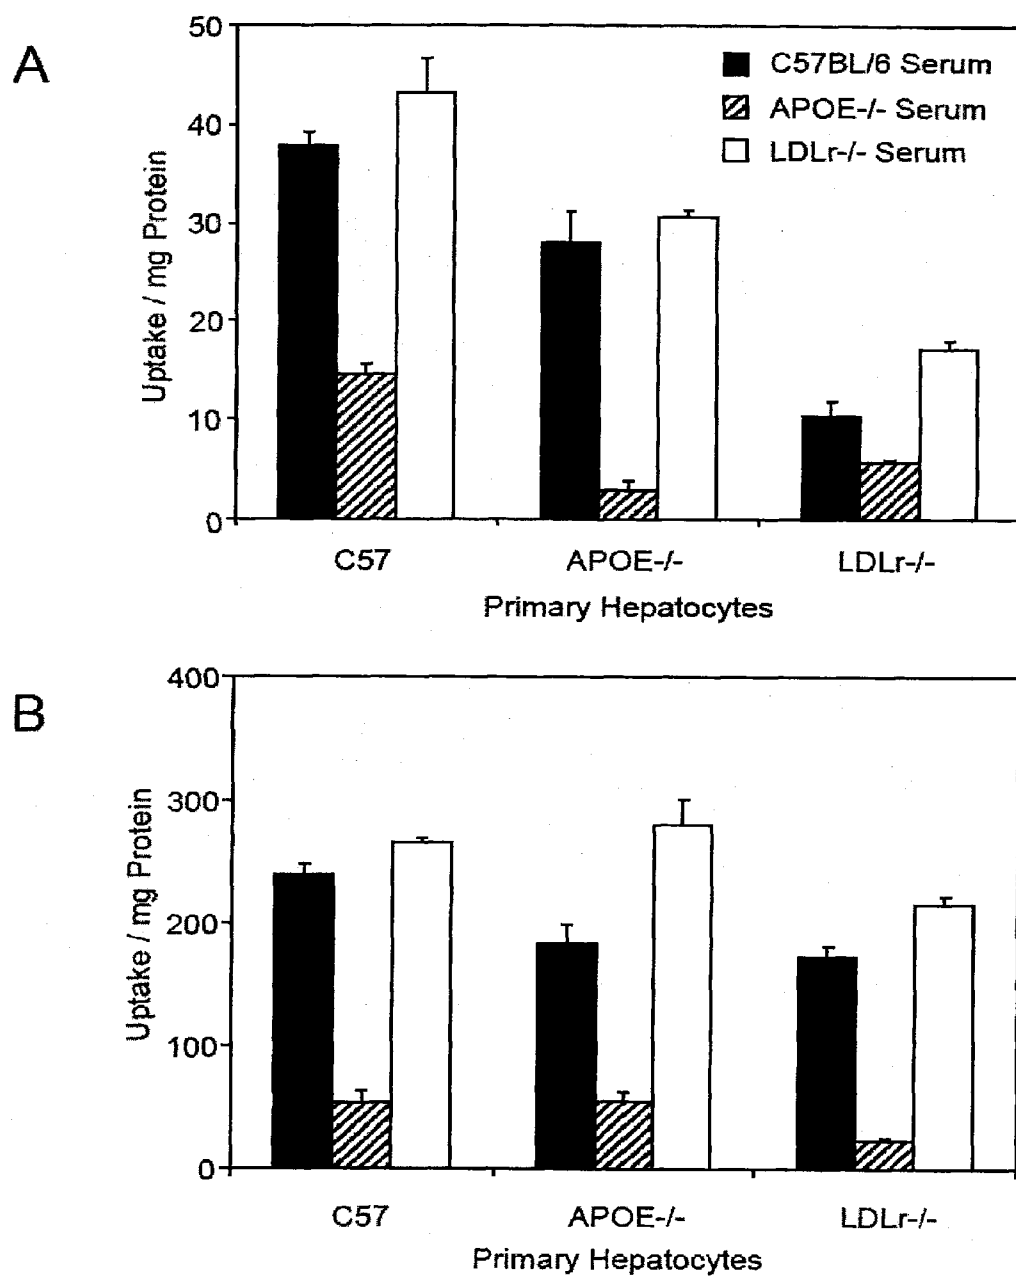 A
50
40
30
20
10
0
Uptake / mg Protein
C57BL/6 Serum
APOE-/- Serum
LDLr-/- Serum
C57 APOE-/- LDLr-/-
Primary Hepatocytes
B
400
300
200
100
0
Uptake / mg Protein
C57 APOE-/- LDLr-/-
Primary Hepatocytes